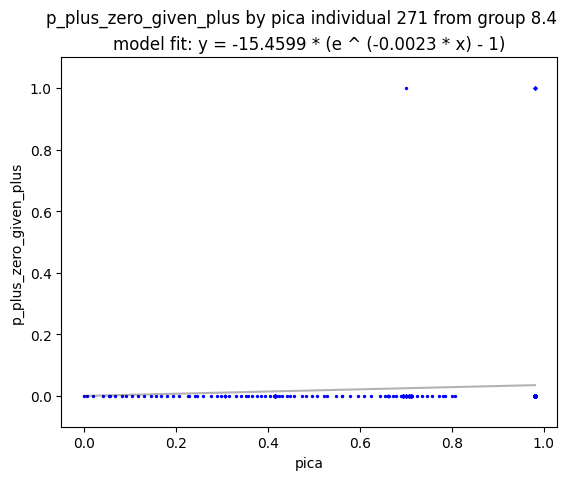 p_plus_zero_given_plus by pica individual 271 from group 8.4
model fit: y = -15.4599 * (e ^ (-0.0023 * x) - 1)
1.0
0.8
0.6
0.4
0.2
0.0
p_plus_zero_given_plus
0.0 0.2 0.4 0.6 0.8 1.0
pica